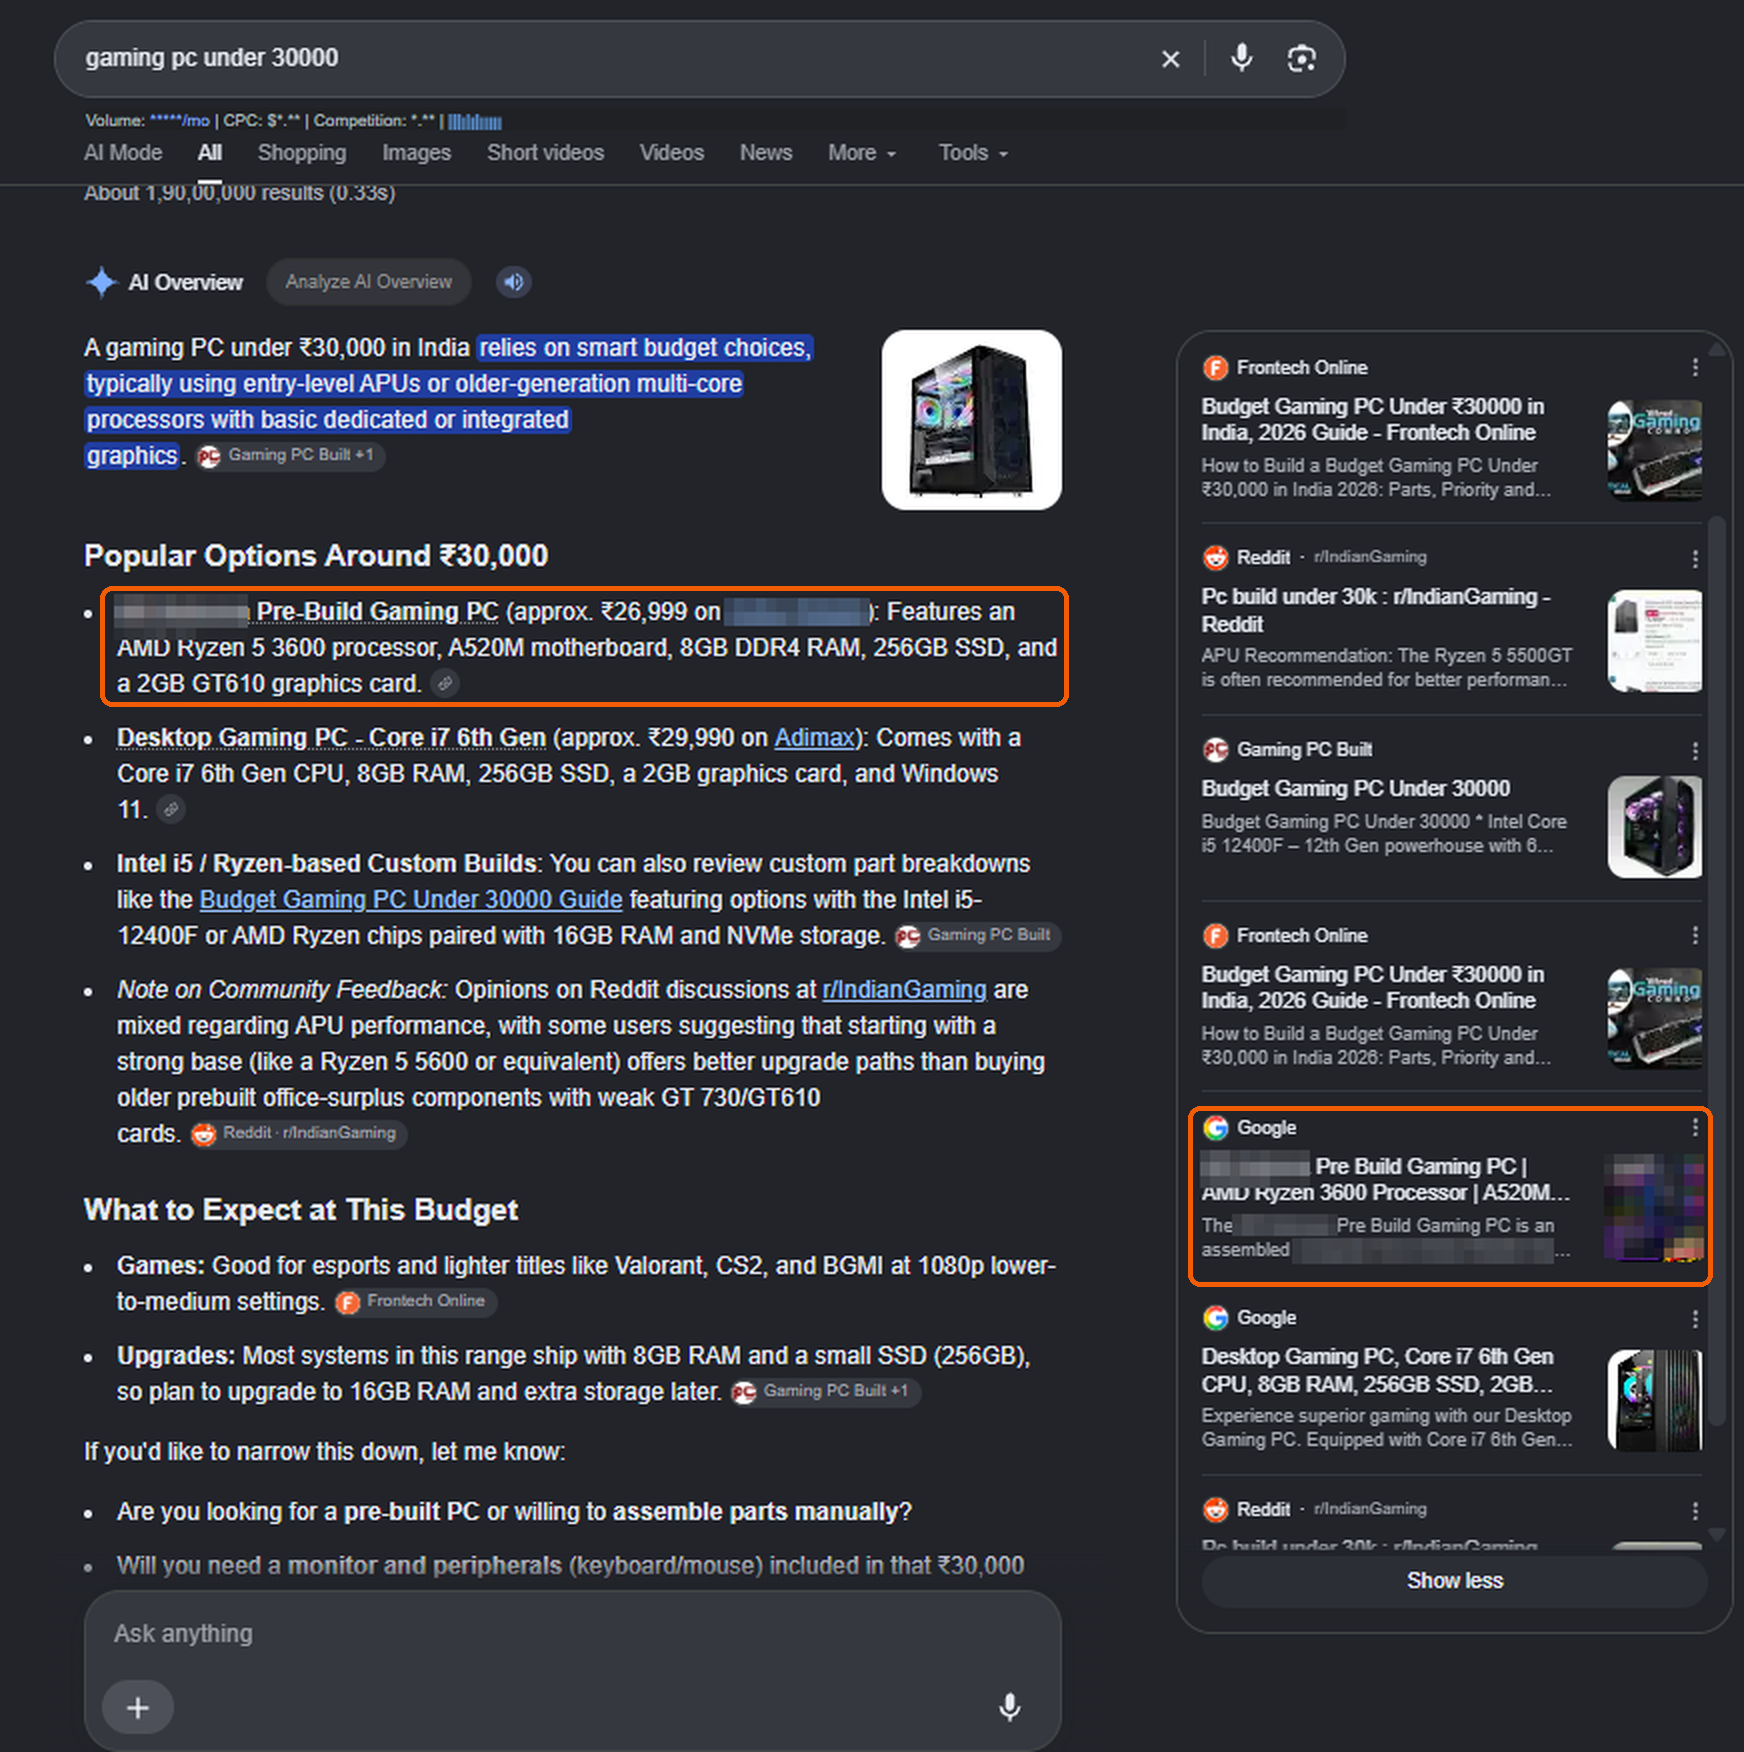 gaming pc under 30000
Volume: *****/mo | CPC: $*.** | Competition: *.** |
AI Mode All Shopping Images Short videos Videos News More Tools
About 1,90,00,000 results (0.33s)
AI Overview Analyze AI Overview
A gaming PC under ₹30,000 in India relies on smart budget choices,
typically using entry-level APUs or older-generation multi-core
processors with basic dedicated or integrated
graphics. Gaming PC Built +1
Popular Options Around ₹30,000
• Pre-Build Gaming PC (approx. ₹26,999 on ): Features an
AMD Ryzen 5 3600 processor, A520M motherboard, 8GB DDR4 RAM, 256GB SSD, and
a 2GB GT610 graphics card.
• Desktop Gaming PC - Core i7 6th Gen (approx. ₹29,990 on Adimax): Comes with a
Core i7 6th Gen CPU, 8GB RAM, 256GB SSD, a 2GB graphics card, and Windows
11.
• Intel i5 / Ryzen-based Custom Builds: You can also review custom part breakdowns
like the Budget Gaming PC Under 30000 Guide featuring options with the Intel i5-
12400F or AMD Ryzen chips paired with 16GB RAM and NVMe storage. Gaming PC Built
• Note on Community Feedback: Opinions on Reddit discussions at r/IndianGaming are
mixed regarding APU performance, with some users suggesting that starting with a
strong base (like a Ryzen 5 5600 or equivalent) offers better upgrade paths than buying
older prebuilt office-surplus components with weak GT 730/GT610
cards. Reddit · r/IndianGaming
What to Expect at This Budget
• Games: Good for esports and lighter titles like Valorant, CS2, and BGMI at 1080p lower-
to-medium settings. Frontech Online
• Upgrades: Most systems in this range ship with 8GB RAM and a small SSD (256GB),
so plan to upgrade to 16GB RAM and extra storage later. Gaming PC Built +1
If you'd like to narrow this down, let me know:
• Are you looking for a pre-built PC or willing to assemble parts manually?
• Will you need a monitor and peripherals (keyboard/mouse) included in that ₹30,000
Ask anything
Frontech Online
Budget Gaming PC Under ₹30000 in
India, 2026 Guide - Frontech Online
How to Build a Budget Gaming PC Under
₹30,000 in India 2026: Parts, Priority and...
Wired
Gaming
COMBO
Reddit · r/IndianGaming
Pc build under 30k : r/IndianGaming -
Reddit
APU Recommendation: The Ryzen 5 5500GT
is often recommended for better performan...
Gaming PC Built
Budget Gaming PC Under 30000
Budget Gaming PC Under 30000 * Intel Core
i5 12400F – 12th Gen powerhouse with 6...
Frontech Online
Budget Gaming PC Under ₹30000 in
India, 2026 Guide - Frontech Online
How to Build a Budget Gaming PC Under
₹30,000 in India 2026: Parts, Priority and...
Wired
Gaming
COMBO
Google
Pre Build Gaming PC |
AMD Ryzen 3600 Processor | A520M...
The Pre Build Gaming PC is an
assembled ...
Google
Desktop Gaming PC, Core i7 6th Gen
CPU, 8GB RAM, 256GB SSD, 2GB...
Experience superior gaming with our Desktop
Gaming PC. Equipped with Core i7 6th Gen...
Reddit · r/IndianGaming
Pc build under 30k : r/IndianGaming
Show less